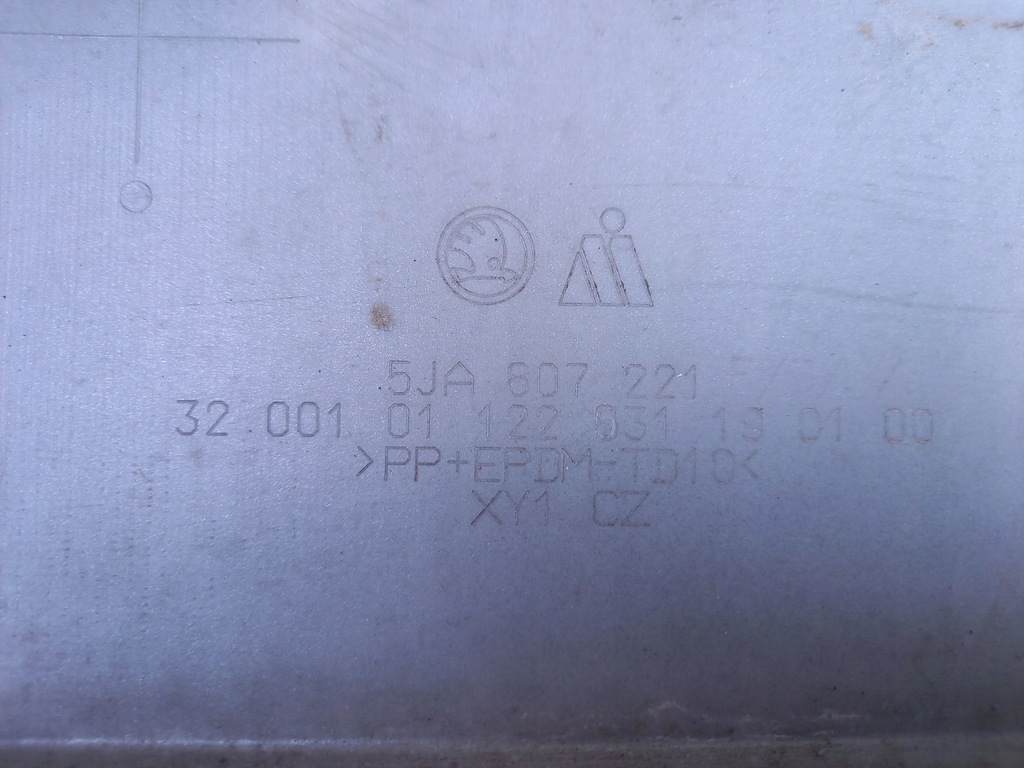 5JA 807 221
32 001 01 122 031 19 01 00
>PP+EPDM-TD10<
XY1 CZ